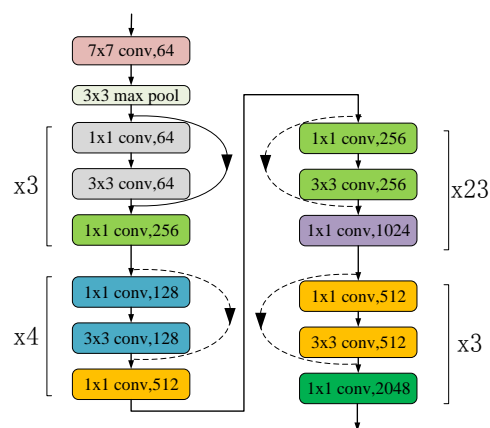 7x7 conv,64
3x3 max pool
1x1 conv,64
3x3 conv,64
x3
1x1 conv,256
1x1 conv,128
3x3 conv,128
x4
1x1 conv,512
1x1 conv,256
3x3 conv,256
x23
1x1 conv,1024
1x1 conv,512
3x3 conv,512
x3
1x1 conv,2048